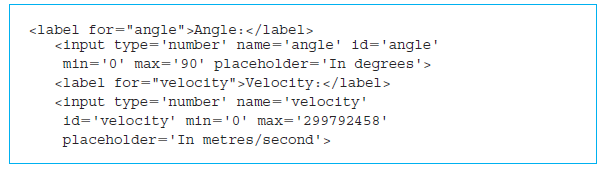 <label for="angle">Angle:</label>
<input type='number' name='angle' id='angle'
min='0' max='90' placeholder='In degrees'>
<label for="velocity">Velocity:</label>
<input type='number' name='velocity'
id='velocity' min='0' max='299792458'
placeholder='In metres/second'>